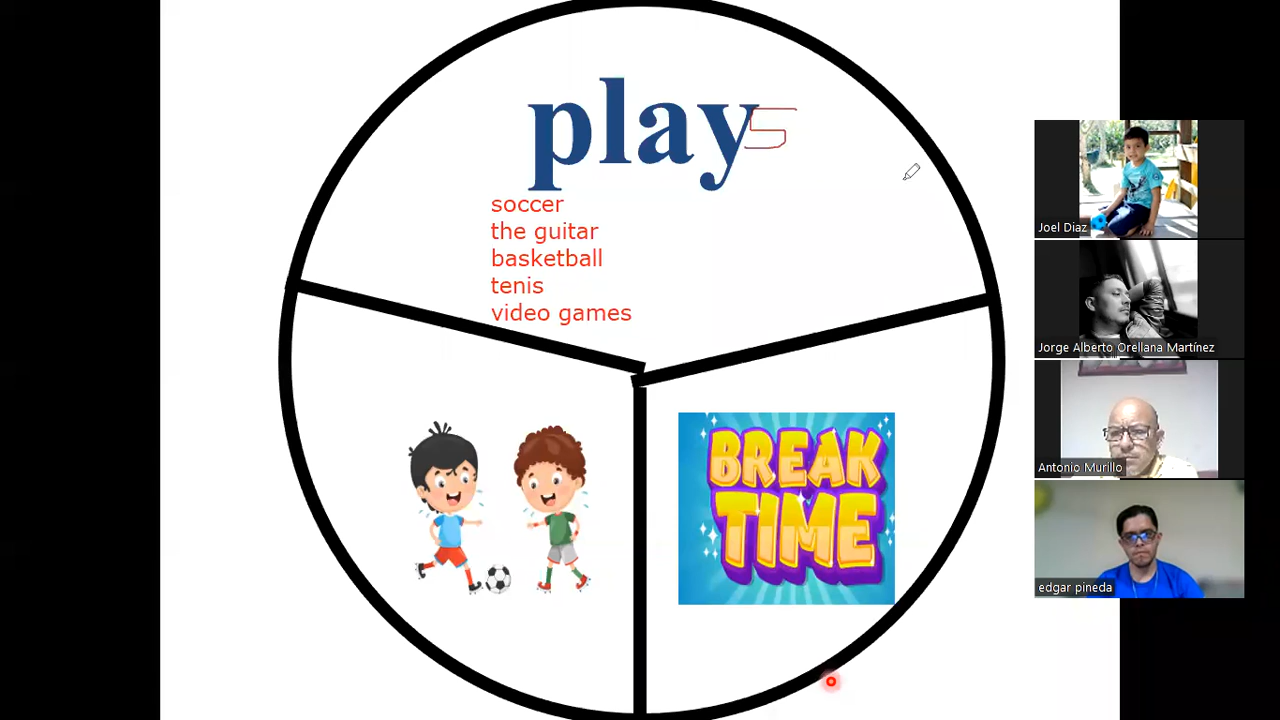 play
5
soccer
the guitar
basketball
tenis
video games
BREAK
TIME
Joel Diaz
Jorge Alberto Orellana Martínez
Antonio Murillo
edgar pineda